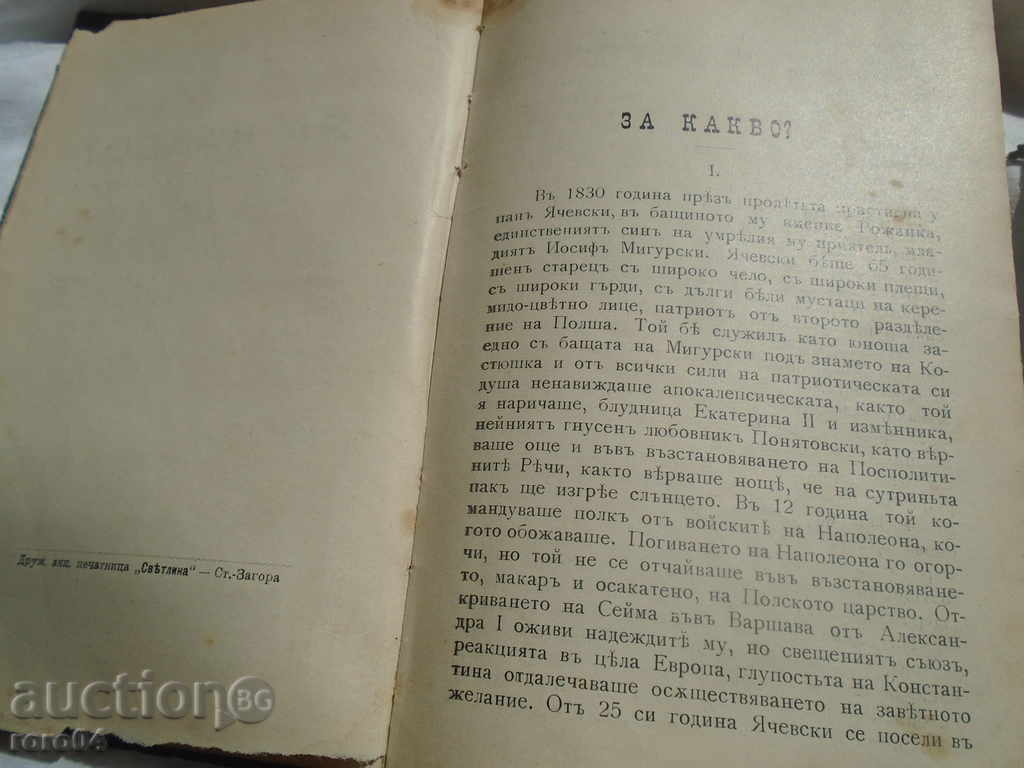 Друж. акц. печатница „Свѣтлина“ — Ст.-Загора
ЗА КАКВО?
I.
Въ 1830 година прѣзъ пролѣтьта пристигна у
панъ Ячевски, въ бащиното му имение Рожанка,
единствениятъ синъ на умрѣлия му приятель, мла-
диятъ Иосифъ Мигурски. Ячевски бѣше 65 годи-
шенъ старецъ съ широко чело, съ широки плещи,
съ широки гърди, съ дълги бѣли мустаци на кере-
мидо-цвѣтно лице, патриотъ отъ второто раздѣле-
ние на Полша. Той бѣ служилъ като юноша за-
едно съ бащата на Мигурски подъ знамето на Ко-
стюшка и отъ всички сили на патриотическата си
душа ненавиждаше апокалепсическата, както той
я наричаше, блудница Екатерина II и измѣнника,
нейниятъ гнусенъ любовникъ Понятовски, като вѣр-
ваше още и във възстановяването на Посполити-
нитѣ Рѣчи, както вѣрваше нощѣ, че на сутриньта
пакъ ще изгрѣе слънцето. Въ 12 година той ко-
мандуваше полкъ отъ войскитѣ на Наполеона, ко-
гото обожаваше. Погиването на Наполеона го огор-
чи, но той не се отчайваше въвъ възстановяване-
то, макаръ и осакатено, на Полското царство. От-
криването на Сейма въвъ Варшава отъ Алексан-
дра I оживи надеждитѣ му, но свещениятъ съюзъ,
реакцията въ цѣла Европа, глупостьта на Констан-
тина отдалечаваше осѫществяването на завѣтното
желание. Отъ 25 си година Ячевски се посели въ
auction BG
roro04